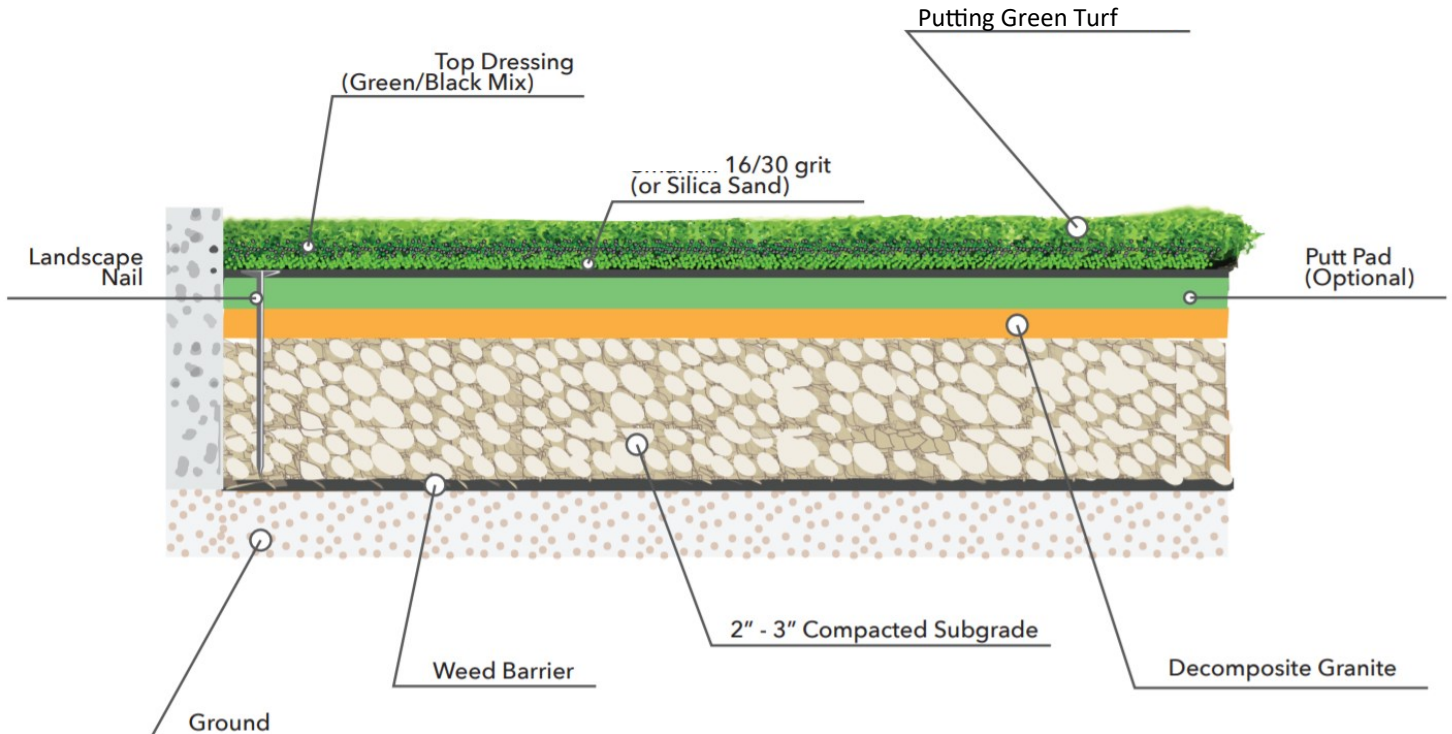 Putting Green Turf
Top Dressing
(Green/Black Mix)
16/30 grit
(or Silica Sand)
Landscape
Nail
Putt Pad
(Optional)
2” - 3” Compacted Subgrade
Weed Barrier
Decomposite Granite
Ground